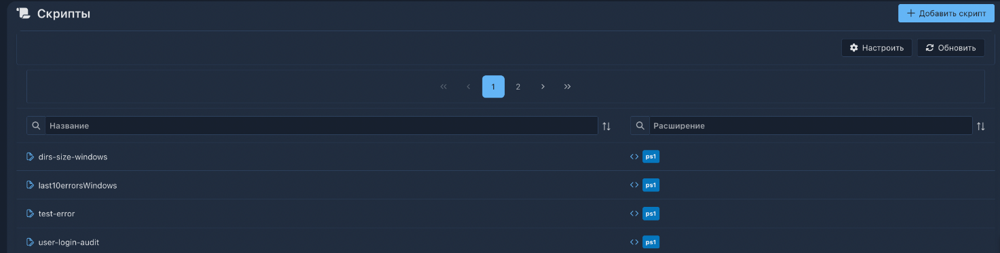 Скрипты
+ Добавить скрипт
Настроить
Обновить
« ‹ 1 2 › »
Название
Расширение
dirs-size-windows
<> ps1
last10errorsWindows
<> ps1
test-error
<> ps1
user-login-audit
<> ps1